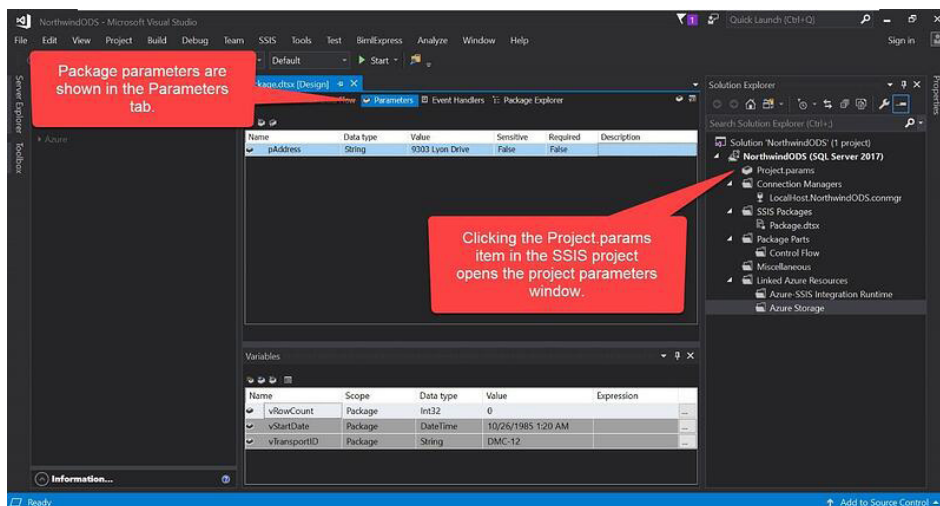 NorthwindODS - Microsoft Visual Studio
1
Quick Launch (Ctrl+Q)
File Edit View Project Build Debug Team SSIS Tools Test BimlExpress Analyze Window Help
Sign in
Default Start
Package parameters are
shown in the Parameters
tab.
Server Explorer
Toolbox
Azure
kage.dtsx [Design]
low Parameters Event Handlers Package Explorer
Name Data type Value Sensitive Required Description
pAddress String 9303 Lyon Drive False False
Clicking the Project.params
item in the SSIS project
opens the project parameters
window.
Variables
Name Scope Data type Value Expression
vRowCount Package Int32 0 ...
vStartDate Package DateTime 10/26/1985 1:20 AM ...
vTransportID Package String DMC-12 ...
Information...
Solution Explorer
Search Solution Explorer (Ctrl+;)
Solution 'NorthwindODS' (1 project)
NorthwindODS (SQL Server 2017)
Project.params
Connection Managers
LocalHost.NorthwindODS.conmgr
SSIS Packages
Package.dtsx
Package Parts
Control Flow
Miscellaneous
Linked Azure Resources
Azure-SSIS Integration Runtime
Azure Storage
Properties
Ready
Add to Source Control